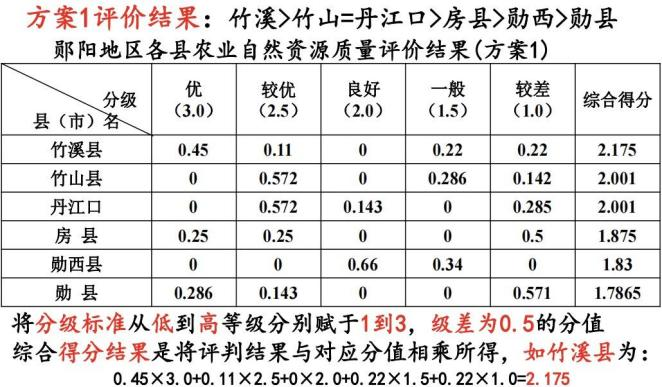 方案1评价结果：竹溪>竹山=丹江口>房县>勋西>勋县
郧阳地区各县农业自然资源质量评价结果(方案1)
分级 县（市）名 优（3.0） 较优（2.5） 良好（2.0） 一般（1.5） 较差（1.0） 综合得分
竹溪县 0.45 0.11 0 0.22 0.22 2.175
竹山县 0 0.572 0 0.286 0.142 2.001
丹江口 0 0.572 0.143 0 0.285 2.001
房 县 0.25 0.25 0 0 0.5 1.875
勋西县 0 0 0.66 0.34 0 1.83
勋 县 0.286 0.143 0 0 0.571 1.7865
将分级标准从低到高等级分别赋于1到3，级差为0.5的分值
综合得分结果是将评判结果与对应分值相乘所得，如竹溪县为：
0.45×3.0+0.11×2.5+0×2.0+0.22×1.5+0.22×1.0=2.175